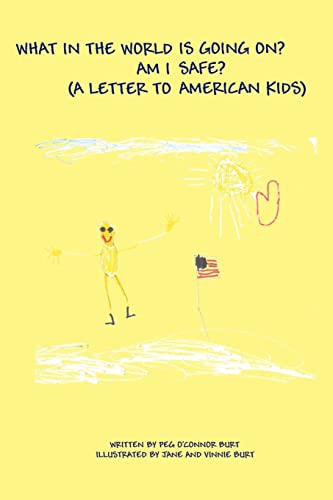 WHAT IN THE WORLD IS GOING ON?
AM I SAFE?
(A LETTER TO AMERICAN KIDS)
WRITTEN BY PEG O'CONNOR BURT
ILLUSTRATED BY JANE AND VINNIE BURT